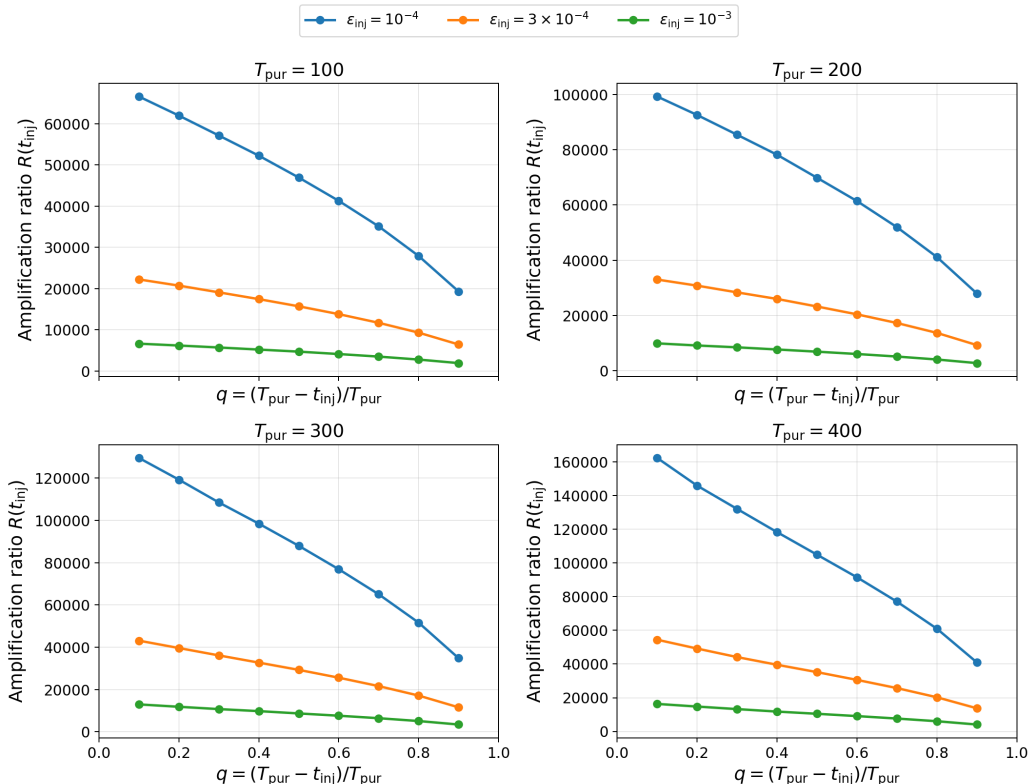 ε_inj = 10⁻⁴ ε_inj = 3 × 10⁻⁴ ε_inj = 10⁻³
T_pur = 100
Amplification ratio R(t_inj)
60000
50000
40000
30000
20000
10000
0
q = (T_pur − t_inj)/T_pur
T_pur = 200
Amplification ratio R(t_inj)
100000
80000
60000
40000
20000
0
q = (T_pur − t_inj)/T_pur
T_pur = 300
Amplification ratio R(t_inj)
120000
100000
80000
60000
40000
20000
0
0.0 0.2 0.4 0.6 0.8 1.0
q = (T_pur − t_inj)/T_pur
T_pur = 400
Amplification ratio R(t_inj)
160000
140000
120000
100000
80000
60000
40000
20000
0
0.0 0.2 0.4 0.6 0.8 1.0
q = (T_pur − t_inj)/T_pur